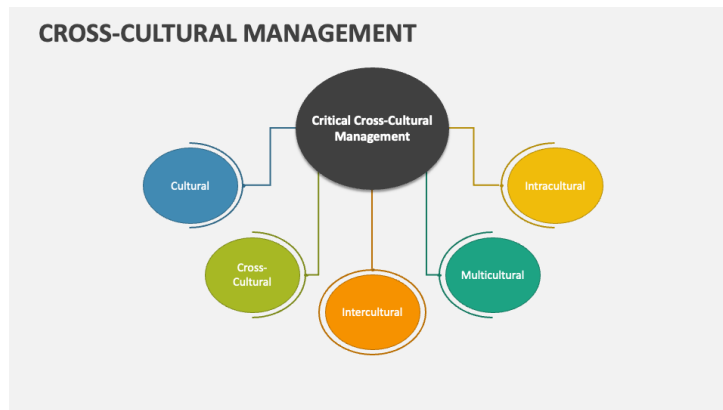 CROSS-CULTURAL MANAGEMENT
Critical Cross-Cultural
Management
Cultural
Intracultural
Cross-
Cultural
Multicultural
Intercultural